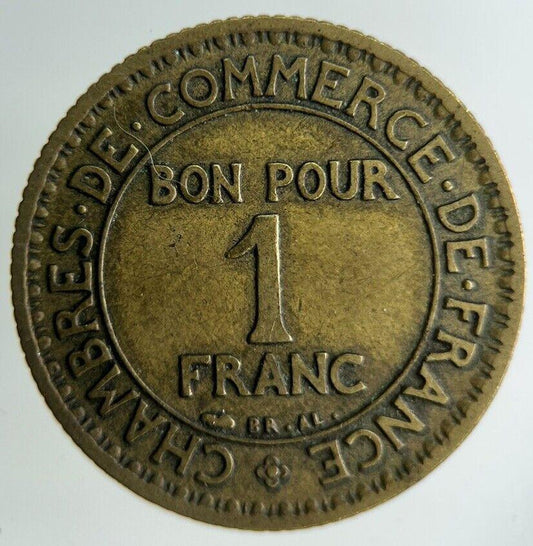 CHAMBRES·DE·COMMERCE·DE·FRANCE
BON POUR
1
FRANC
BR·AL·